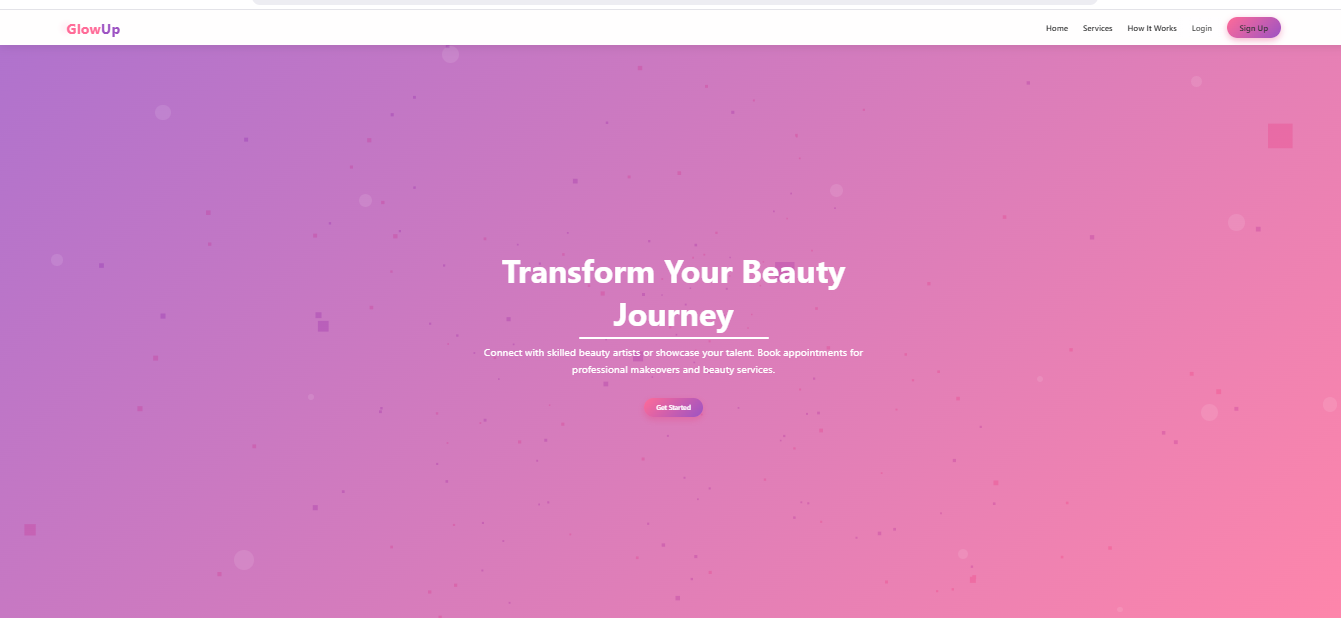 GlowUp
Home Services How It Works Login Sign Up
Transform Your Beauty
Journey
Connect with skilled beauty artists or showcase your talent. Book appointments for
professional makeovers and beauty services.
Get Started